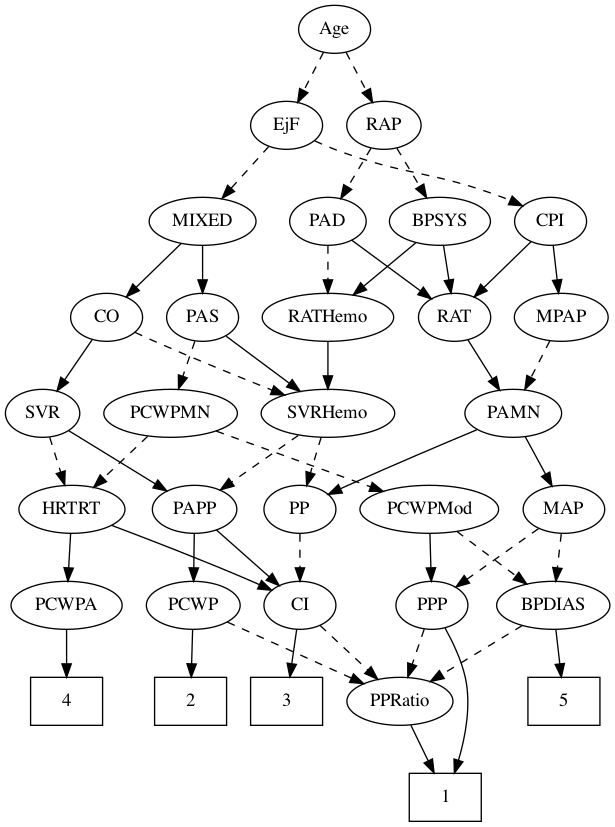 Age
EjF
RAP
MIXED
PAD
BPSYS
CPI
CO
PAS
RATHemo
RAT
MPAP
SVR
PCWPMN
SVRHemo
PAMN
HRTRT
PAPP
PP
PCWPMod
MAP
PCWPA
PCWP
CI
PPP
BPDIAS
4
2
3
PPRatio
5
1